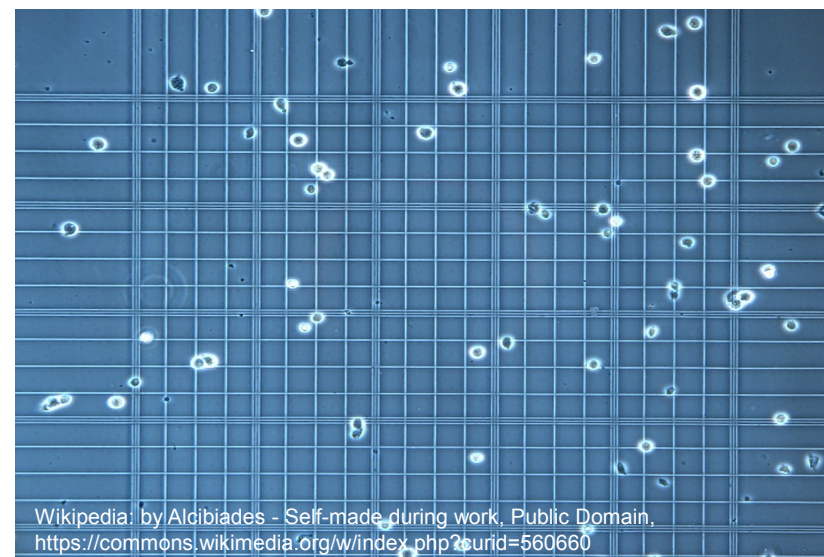 Wikipedia: by Alcibiades - Self-made during work, Public Domain,
https://commons.wikimedia.org/w/index.php?curid=560660